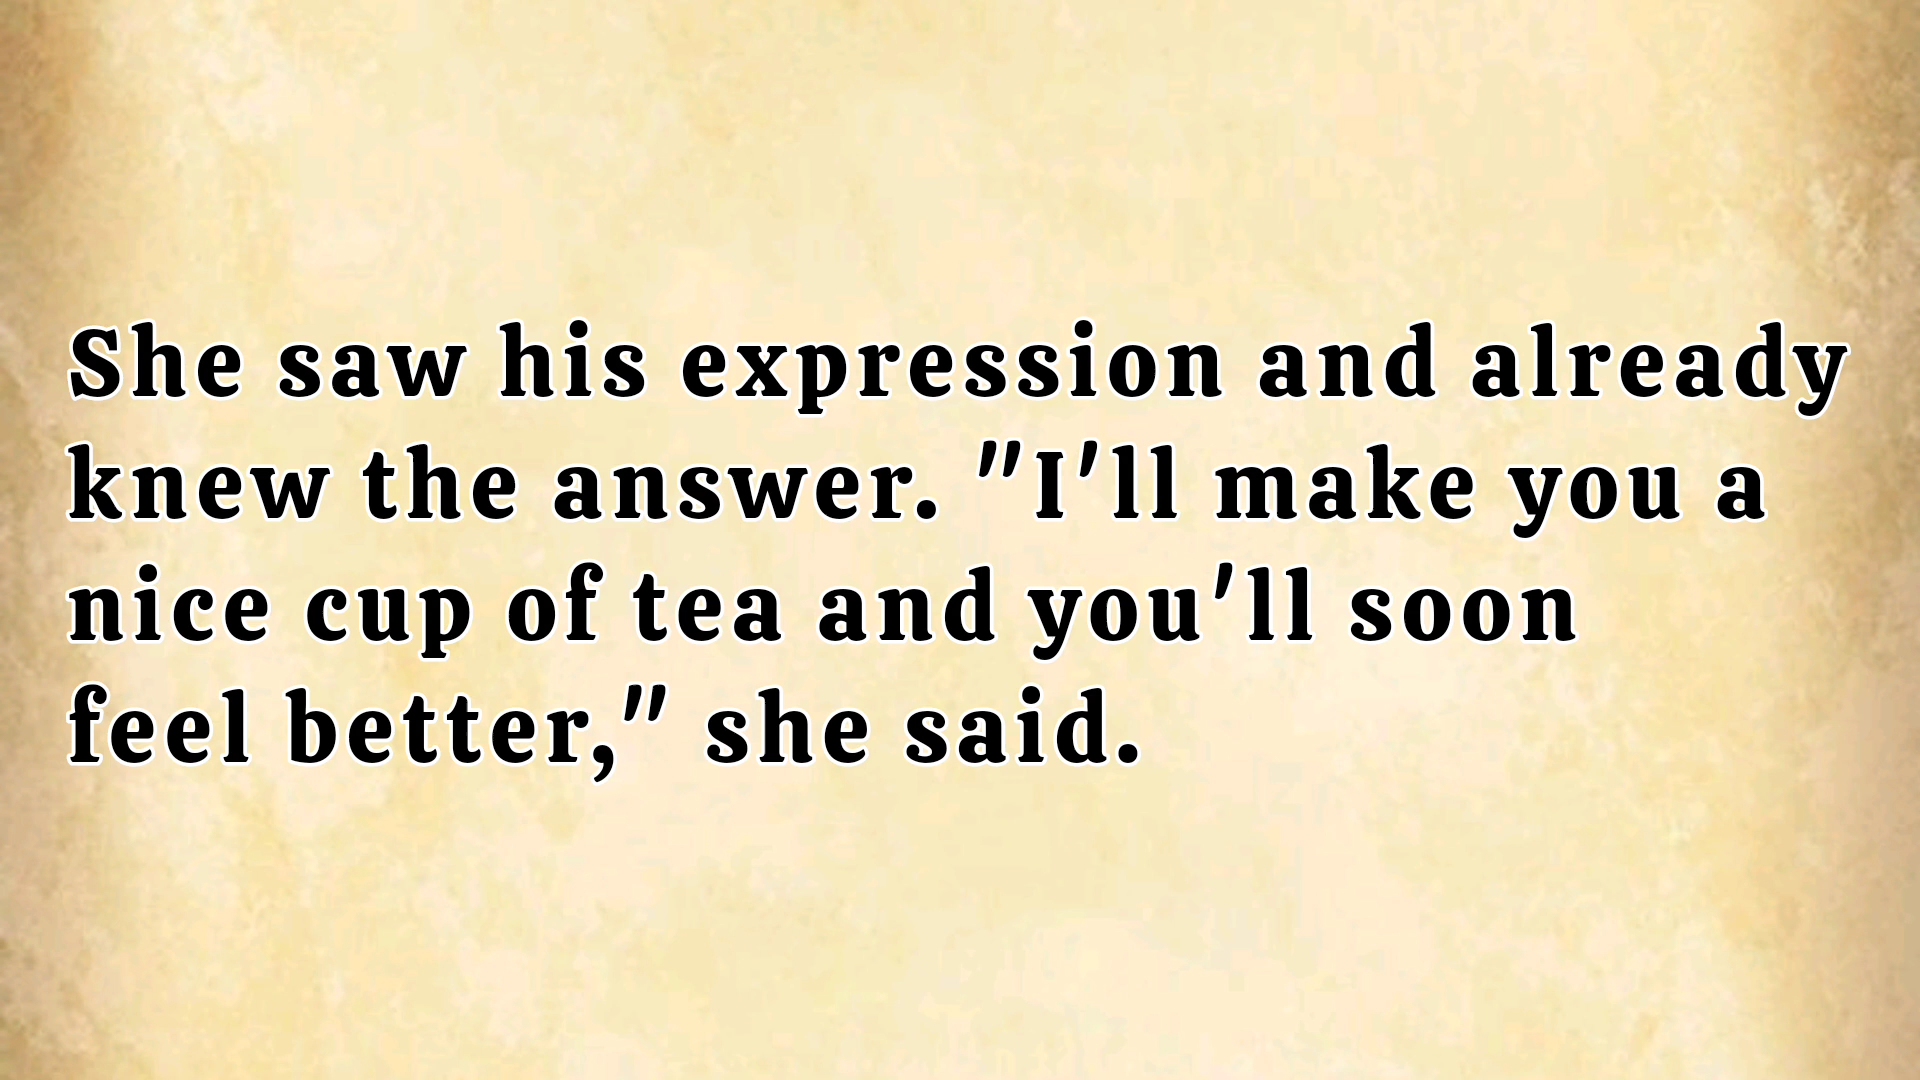 She saw his expression and already
knew the answer. "I'll make you a
nice cup of tea and you'll soon
feel better," she said.